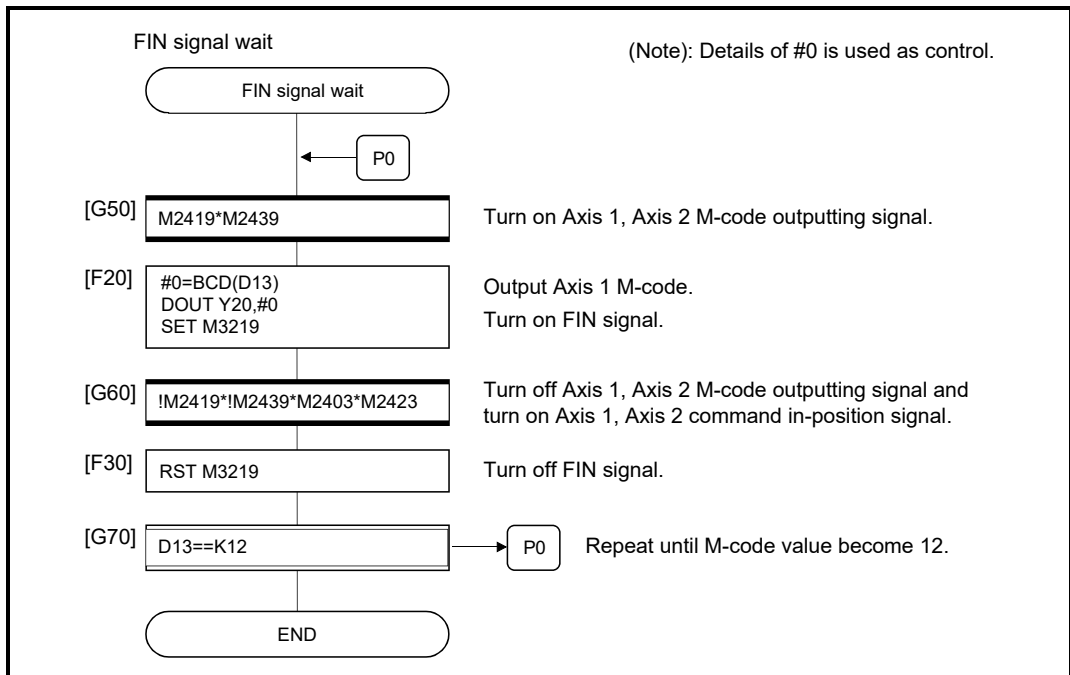 FIN signal wait
(Note): Details of #0 is used as control.
FIN signal wait
P0
[G50]
M2419*M2439
Turn on Axis 1, Axis 2 M-code outputting signal.
[F20]
#0=BCD(D13)
DOUT Y20,#0
SET M3219
Output Axis 1 M-code.
Turn on FIN signal.
[G60]
!M2419*!M2439*M2403*M2423
Turn off Axis 1, Axis 2 M-code outputting signal and
turn on Axis 1, Axis 2 command in-position signal.
[F30]
RST M3219
Turn off FIN signal.
[G70]
D13==K12
P0
Repeat until M-code value become 12.
END